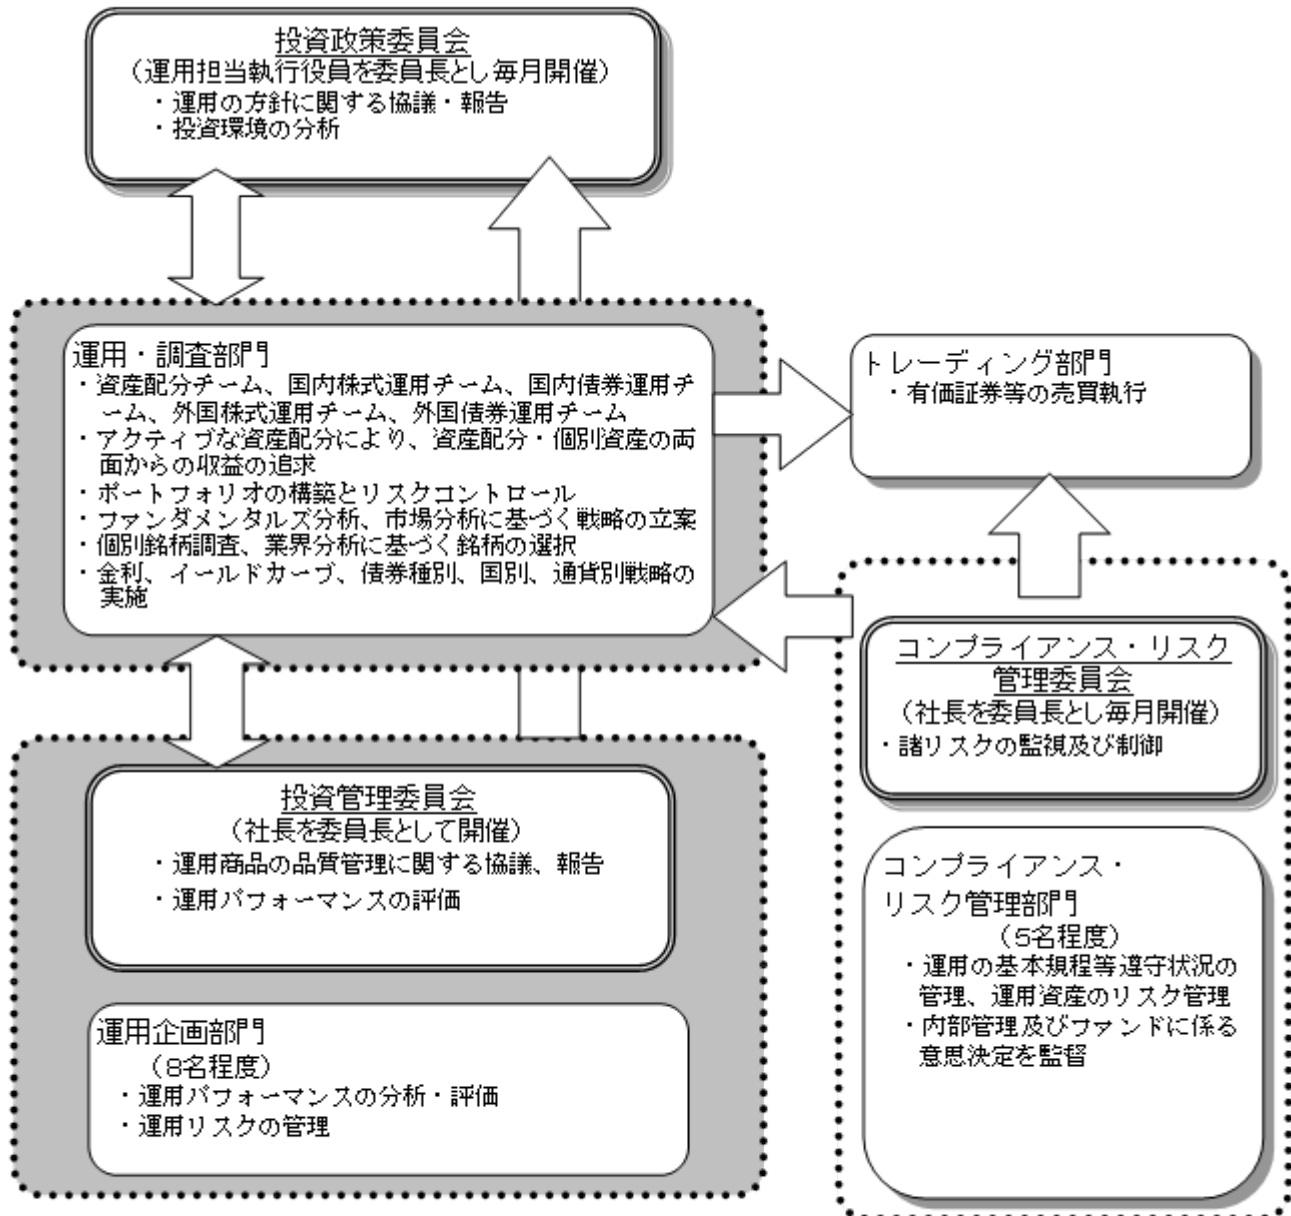 投資政策委員会
（運用担当執行役員を委員長とし毎月開催）
・運用の方針に関する協議・報告
・投資環境の分析
運用・調査部門
・資産配分チーム、国内株式運用チーム、国内債券運用チ
ーム、外国株式運用チーム、外国債券運用チーム
・アクティブな資産配分により、資産配分・個別資産の両
面からの収益の追求
・ポートフォリオの構築とリスクコントロール
・ファンダメンタルズ分析、市場分析に基づく戦略の立案
・個別銘柄調査、業界分析に基づく銘柄の選択
・金利、イールドカーブ、債券種別、国別、通貨別戦略の
実施
トレーディング部門
・有価証券等の売買執行
コンプライアンス・リスク
管理委員会
（社長を委員長とし毎月開催）
・諸リスクの監視及び制御
投資管理委員会
（社長を委員長として開催）
・運用商品の品質管理に関する協議、報告
・運用パフォーマンスの評価
運用企画部門
（8名程度）
・運用パフォーマンスの分析・評価
・運用リスクの管理
コンプライアンス・
リスク管理部門
（5名程度）
・運用の基本規程等遵守状況の
管理、運用資産のリスク管理
・内部管理及びファンドに係る
意思決定を監督